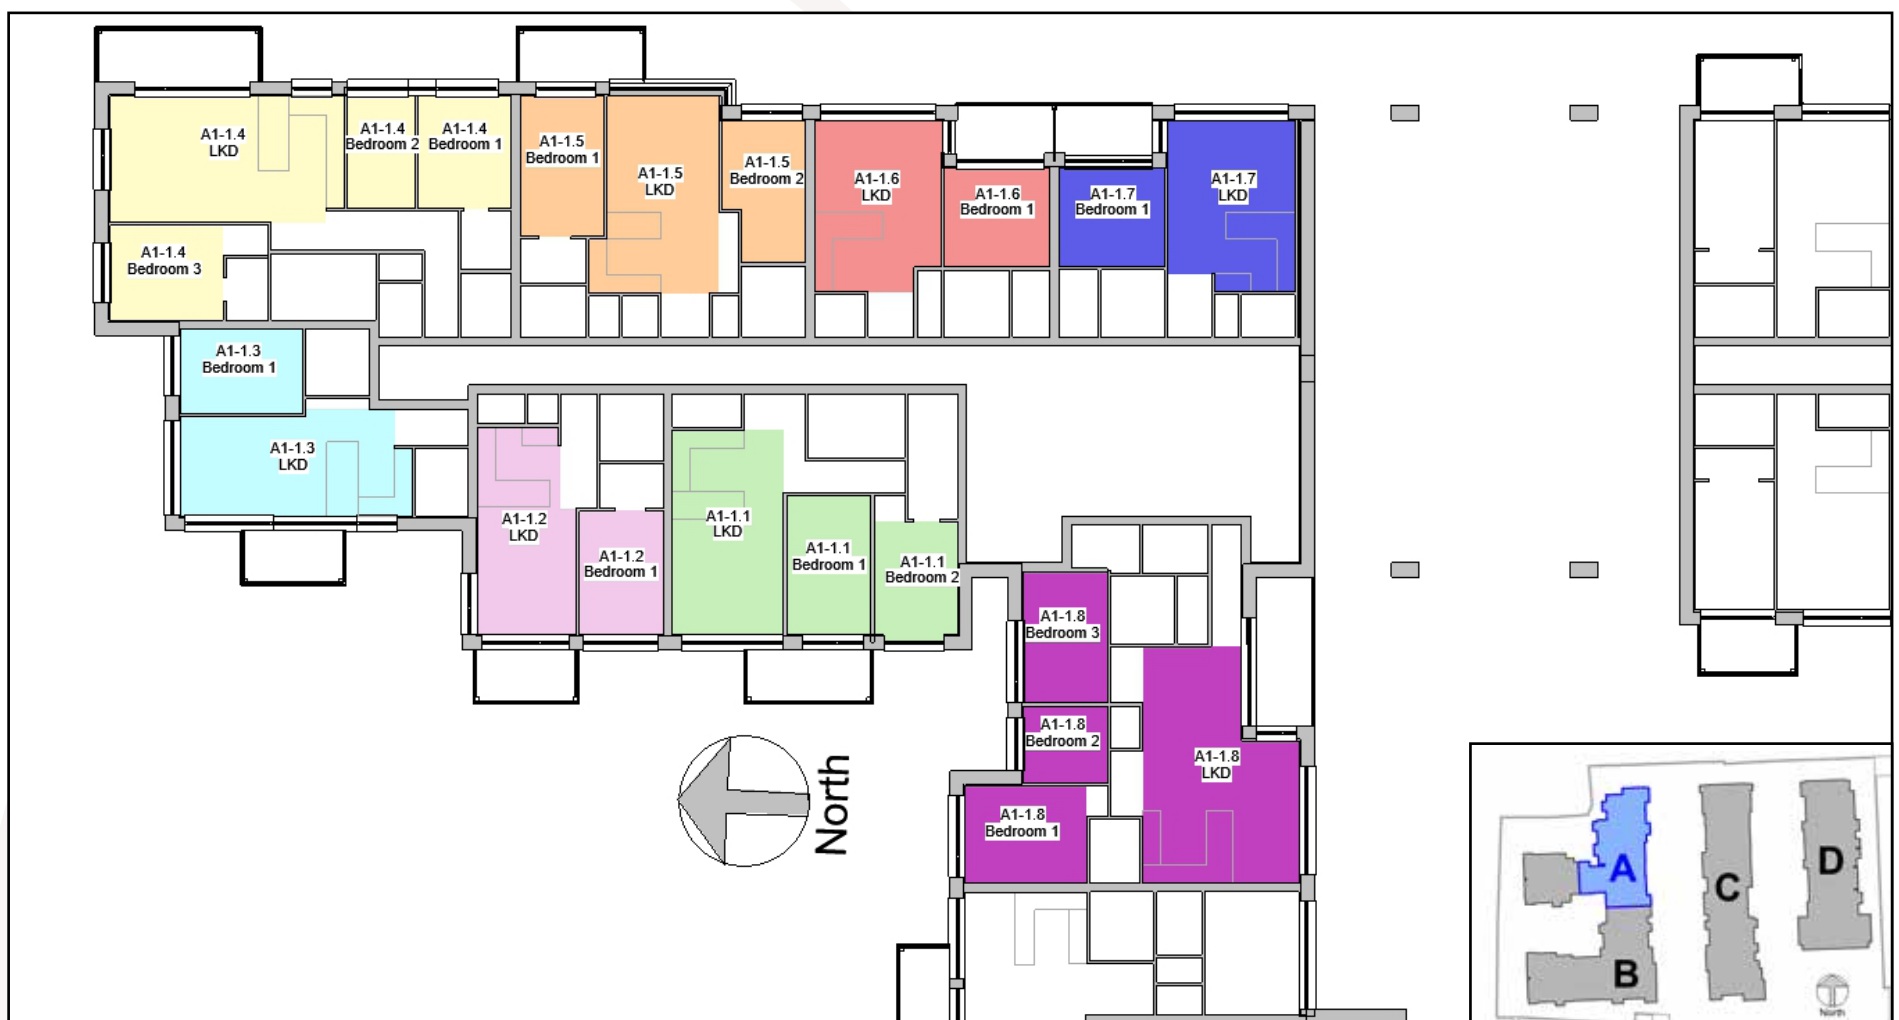 A1-1.4
LKD
A1-1.4
Bedroom 2
A1-1.4
Bedroom 1
A1-1.5
Bedroom 1
A1-1.5
LKD
A1-1.5
Bedroom 2
A1-1.6
LKD
A1-1.6
Bedroom 1
A1-1.7
Bedroom 1
A1-1.7
LKD
A1-1.4
Bedroom 3
A1-1.3
Bedroom 1
A1-1.3
LKD
A1-1.2
LKD
A1-1.2
Bedroom 1
A1-1.1
LKD
A1-1.1
Bedroom 1
A1-1.1
Bedroom 2
A1-1.8
Bedroom 3
A1-1.8
Bedroom 2
A1-1.8
LKD
A1-1.8
Bedroom 1
North
A
B
C
D
North